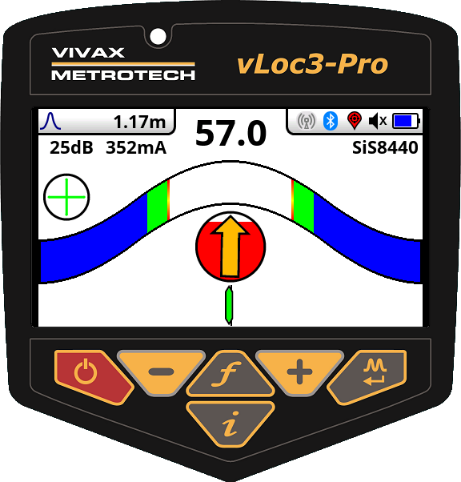 VIVAX
METROTECH
vLoc3-Pro
1.17m
57.0
25dB 352mA
SiS8440
f
i